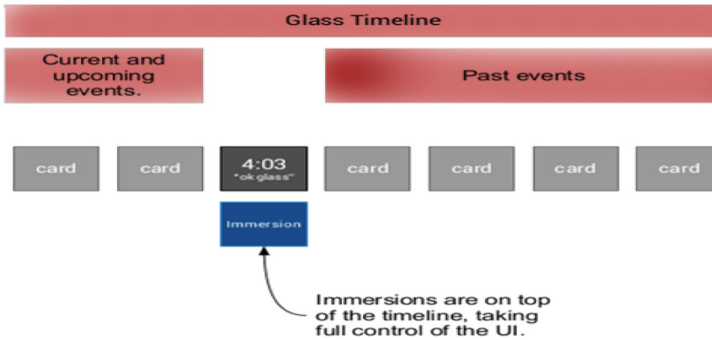 Glass Timeline
Current and
upcoming
events.
Past events
card
card
4:03
"ok glass"
card
card
card
card
Immersion
Immersions are on top
of the timeline, taking
full control of the UI.